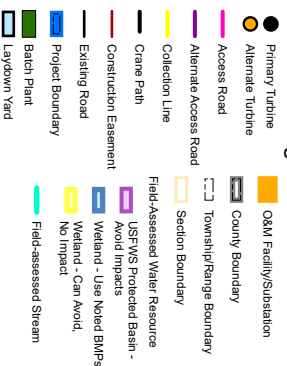 Primary Turbine
Alternate Turbine
Access Road
Alternate Access Road
Collection Line
Crane Path
Construction Easement
Existing Road
Project Boundary
Batch Plant
Laydown Yard
O&M Facility/Substation
County Boundary
Township/Range Boundary
Section Boundary
Field-Assessed Water Resource
USFWS Protected Basin -
Avoid Impacts
Wetland - Use Noted BMPs
Wetland - Can Avoid,
No Impact
Field-assessed Stream